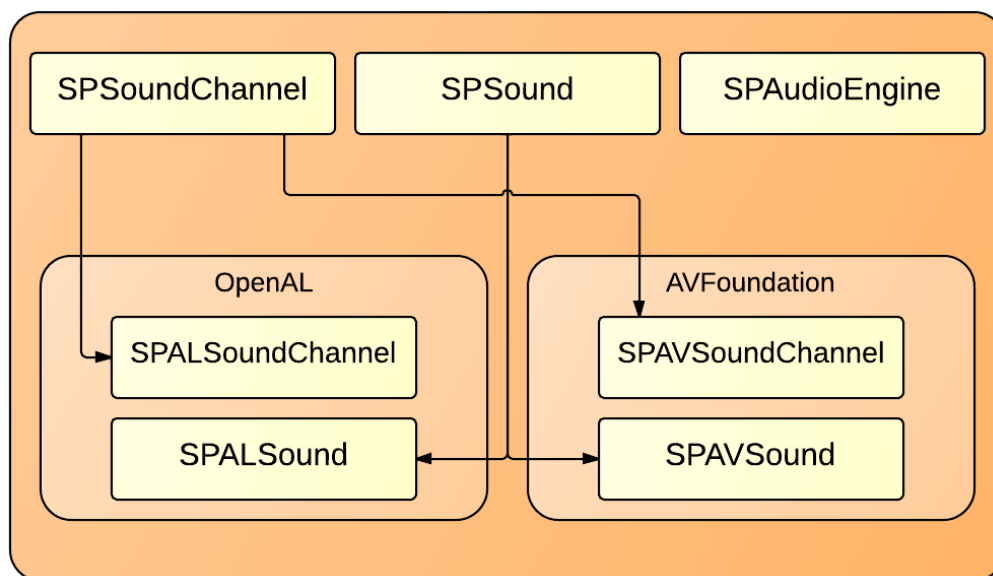 SPSoundChannel
SPSound
SPAudioEngine
OpenAL
SPALSoundChannel
SPALSound
AVFoundation
SPAVSoundChannel
SPAVSound